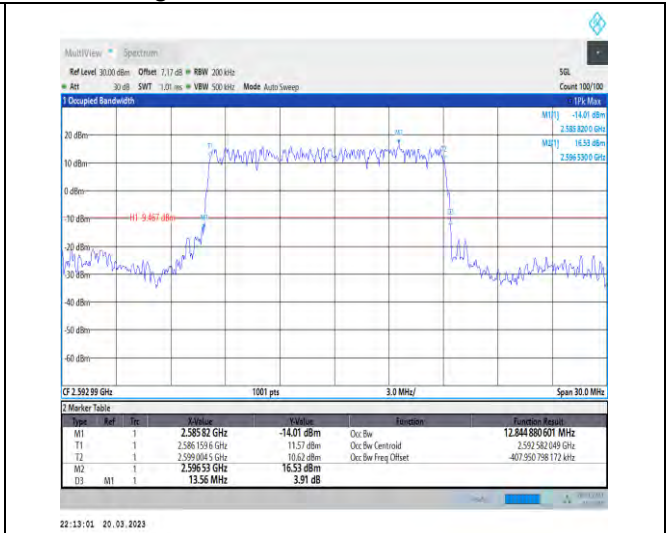 MultiView Spectrum
Ref Level 30.00 dBm Offset 7.17 dB RBW 200 kHz SGL
Att 30 dB SWT 1.01 ms VBW 500 kHz Mode Auto Sweep Count 100/100
1 Occupied Bandwidth 1Pk Max
M1[1] -14.01 dBm
2.585 820 0 GHz
20 dBm M2[1] 16.53 dBm
2.596 530 0 GHz
M2
T1
10 dBm
0 dBm
-10 dBm H1 -9.467 dBm
-20 dBm
-30 dBm
-40 dBm
-50 dBm
-60 dBm
CF 2.592 99 GHz 1001 pts 3.0 MHz/ Span 30.0 MHz
2 Marker Table
Type Ref Trc X-Value Y-Value Function Function Result
M1 1 2.585 82 GHz -14.01 dBm Occ Bw 12.844 880 601 MHz
T1 1 2.586 159 6 GHz 11.57 dBm Occ Bw Centroid 2.592 582 049 GHz
T2 1 2.599 004 5 GHz 10.62 dBm Occ Bw Freq Offset -407.950 798 172 kHz
M2 1 2.596 53 GHz 16.53 dBm
D3 M1 1 13.56 MHz 3.91 dB
22:13:01 20.03.2023